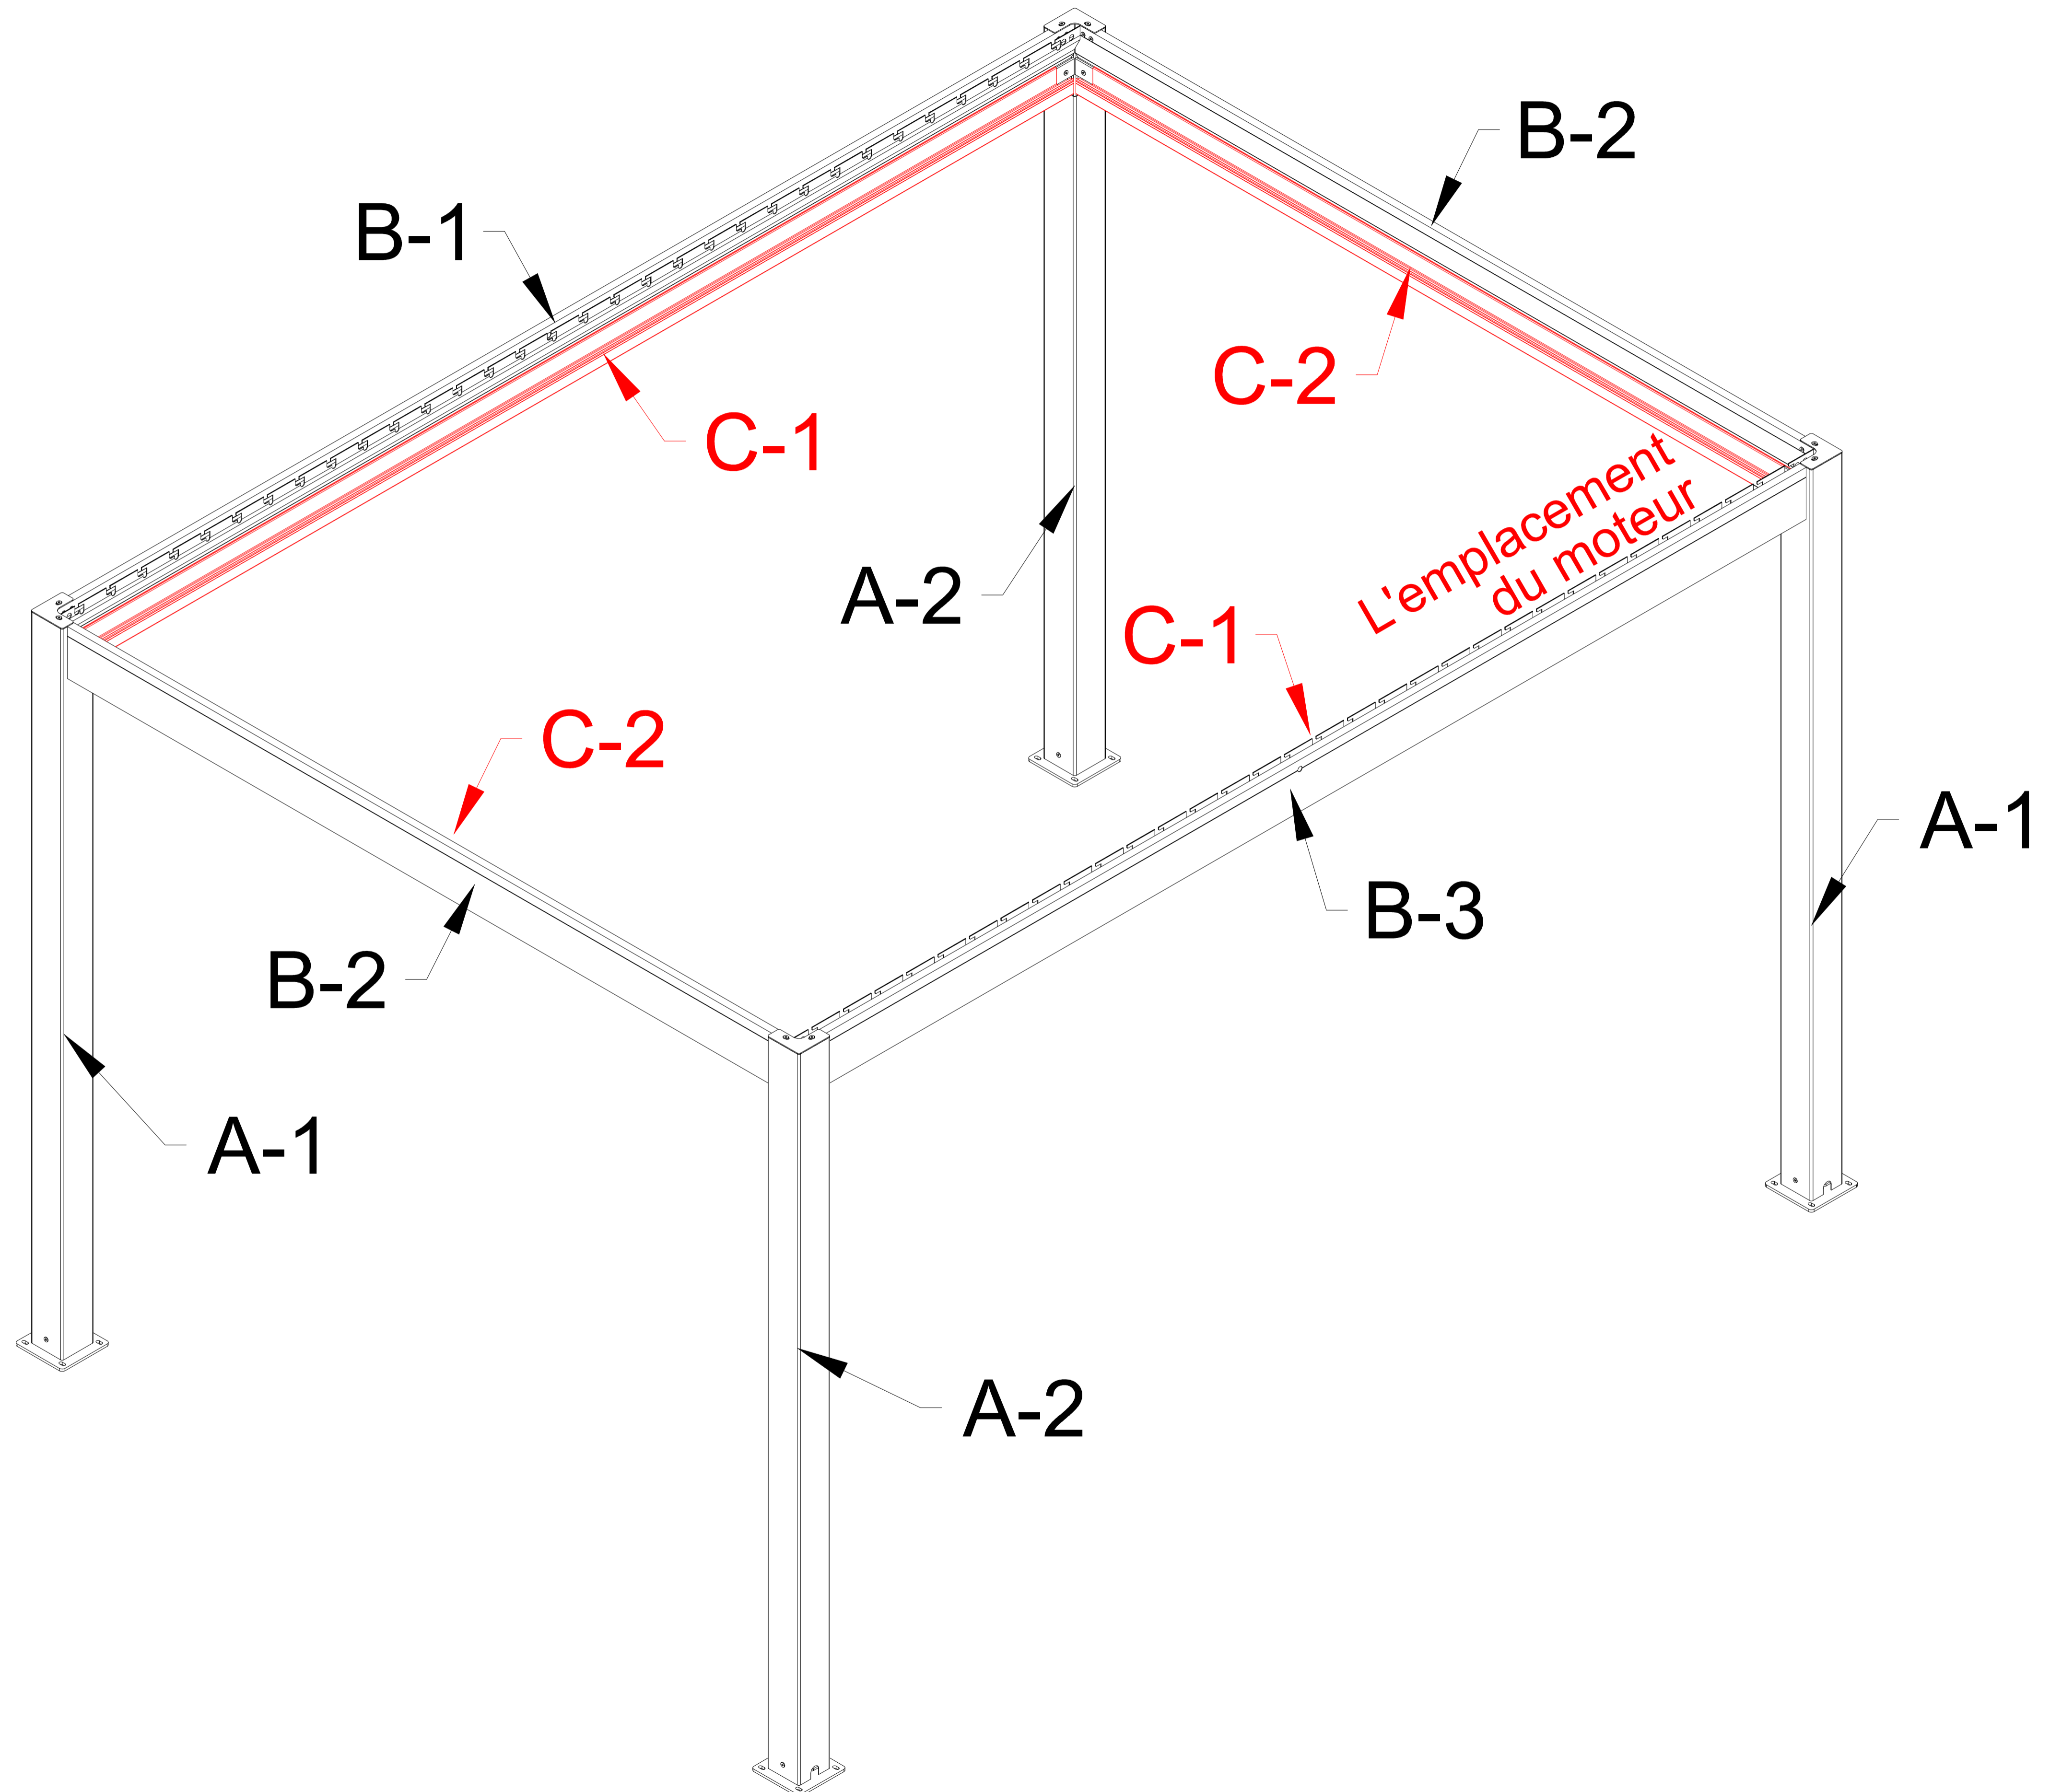 B-2
B-1
C-2
C-1
L'emplacement
du moteur
A-2
C-1
C-2
A-1
B-3
B-2
A-1
A-2